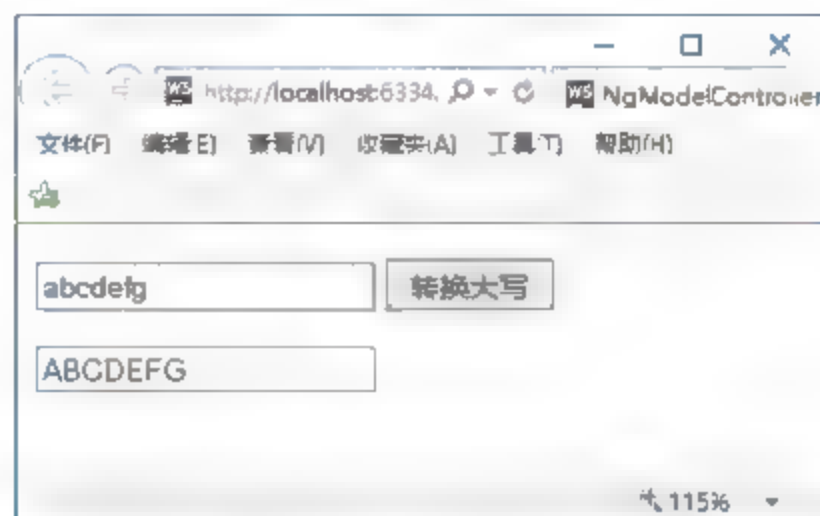 http://localhost:6334. NgModelController
文件(F) 编辑(E) 查看(V) 收藏夹(A) 工具(T) 帮助(H)
abcdefg 转换大写
ABCDEFG
115%